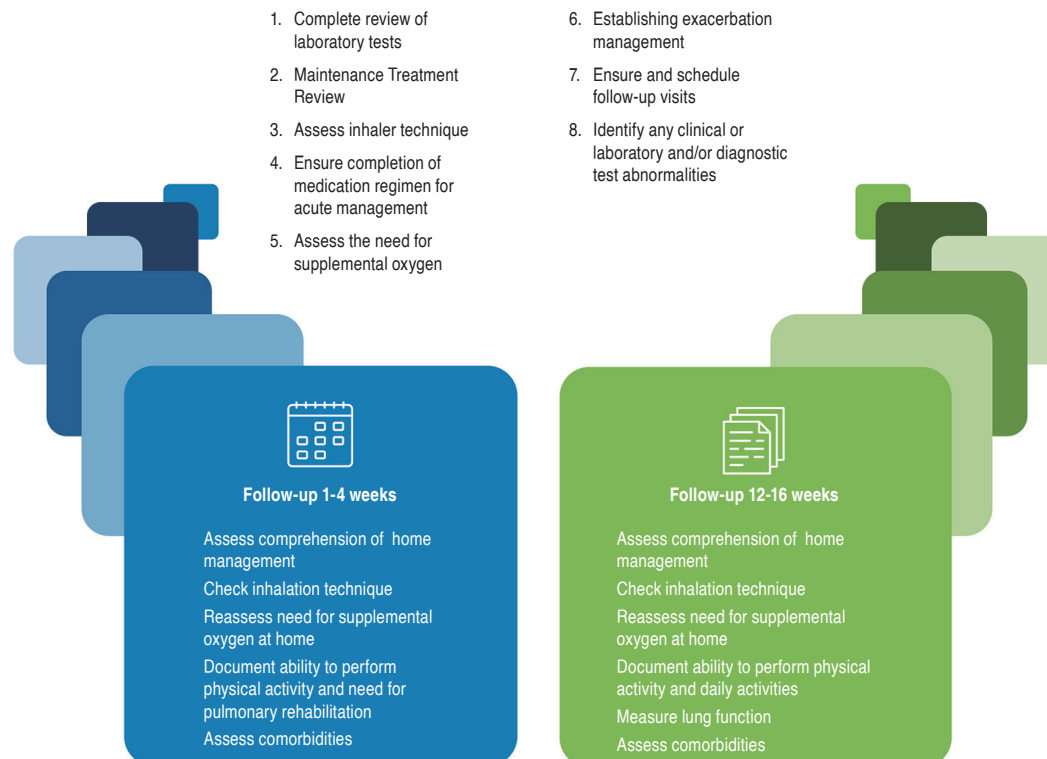 1. Complete review of
laboratory tests
2. Maintenance Treatment
Review
3. Assess inhaler technique
4. Ensure completion of
medication regimen for
acute management
5. Assess the need for
supplemental oxygen
6. Establishing exacerbation
management
7. Ensure and schedule
follow-up visits
8. Identify any clinical or
laboratory and/or diagnostic
test abnormalities
Follow-up 1-4 weeks
Assess comprehension of home
management
Check inhalation technique
Reassess need for supplemental
oxygen at home
Document ability to perform
physical activity and need for
pulmonary rehabilitation
Assess comorbidities
Follow-up 12-16 weeks
Assess comprehension of home
management
Check inhalation technique
Reassess need for supplemental
oxygen at home
Document ability to perform physical
activity and daily activities
Measure lung function
Assess comorbidities